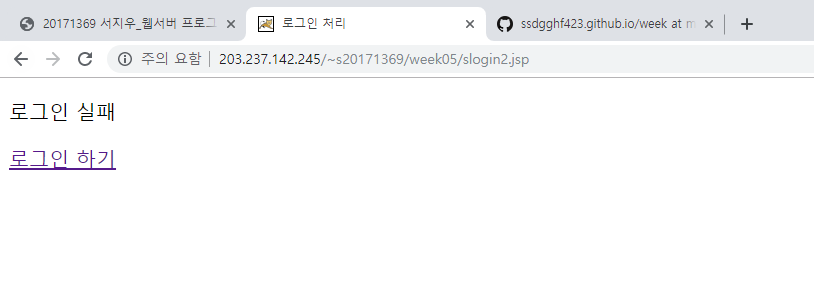 20171369 서지우_웹서버 프로그
로그인 처리
ssdgghf423.github.io/week at m
주의 요함
203.237.142.245/~s20171369/week05/slogin2.jsp
로그인 실패
로그인 하기